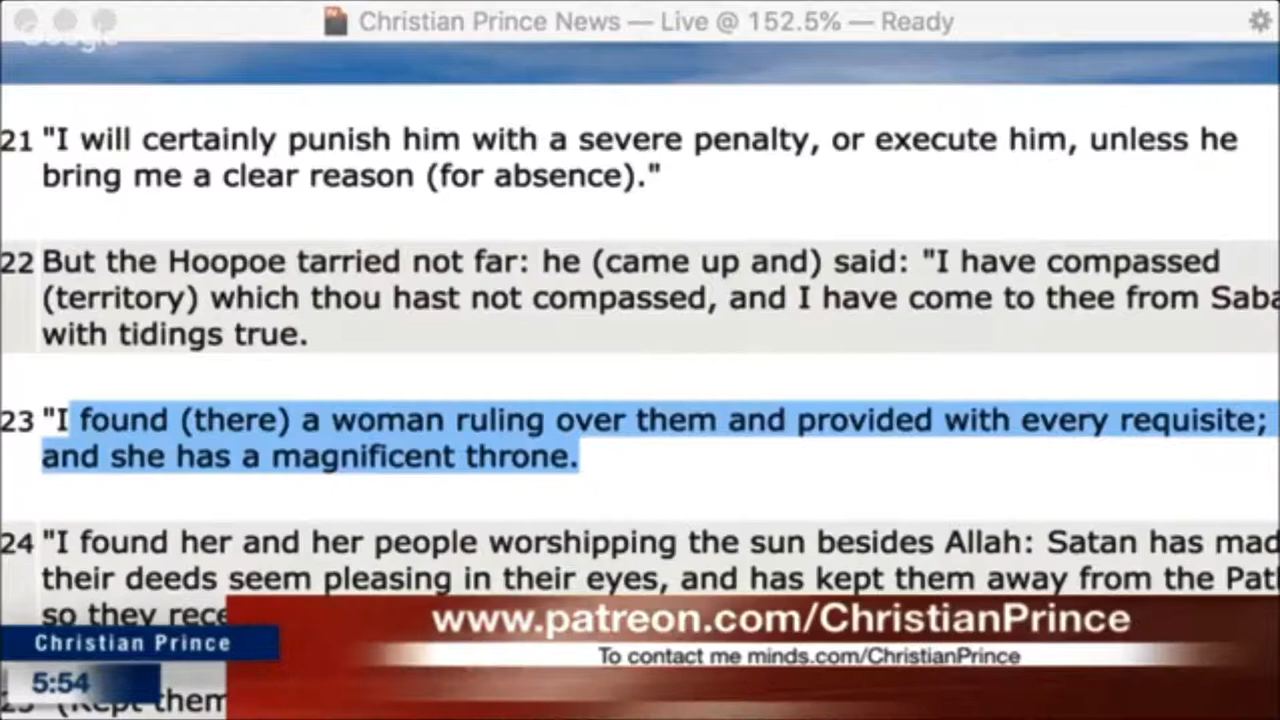 Christian Prince News — Live @ 152.5% — Ready
Google
21 "I will certainly punish him with a severe penalty, or execute him, unless he
bring me a clear reason (for absence)."
22 But the Hoopoe tarried not far: he (came up and) said: "I have compassed
(territory) which thou hast not compassed, and I have come to thee from Saba
with tidings true.
23 "I found (there) a woman ruling over them and provided with every requisite;
and she has a magnificent throne.
24 "I found her and her people worshipping the sun besides Allah: Satan has mad
their deeds seem pleasing in their eyes, and has kept them away from the Pat
so they rece
www.patreon.com/ChristianPrince
Christian Prince
To contact me minds.com/ChristianPrince
5:54
"(Kept them